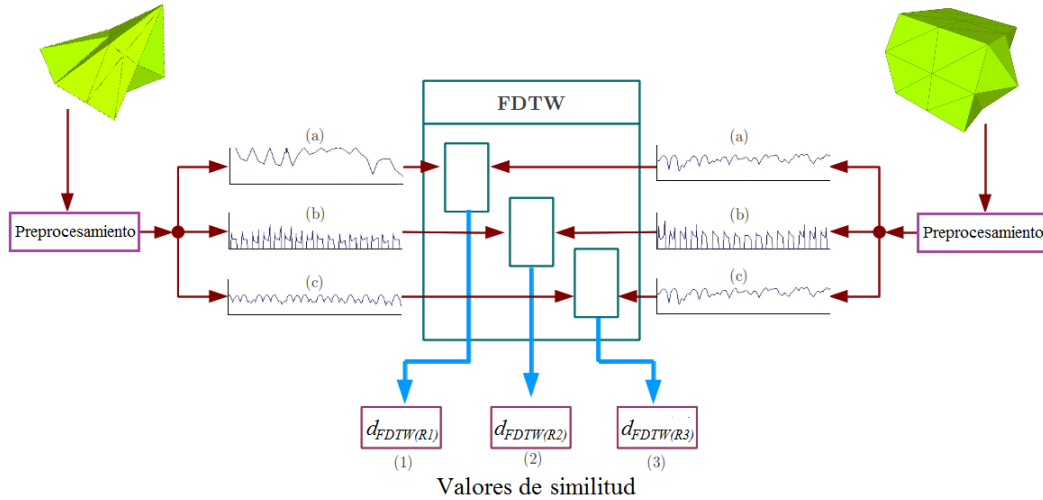 FDTW
(a)
(a)
Preprocesamiento
(b)
(b)
Preprocesamiento
(c)
(c)
dFDTW(R1)
dFDTW(R2)
dFDTW(R3)
(1)
(2)
(3)
Valores de similitud